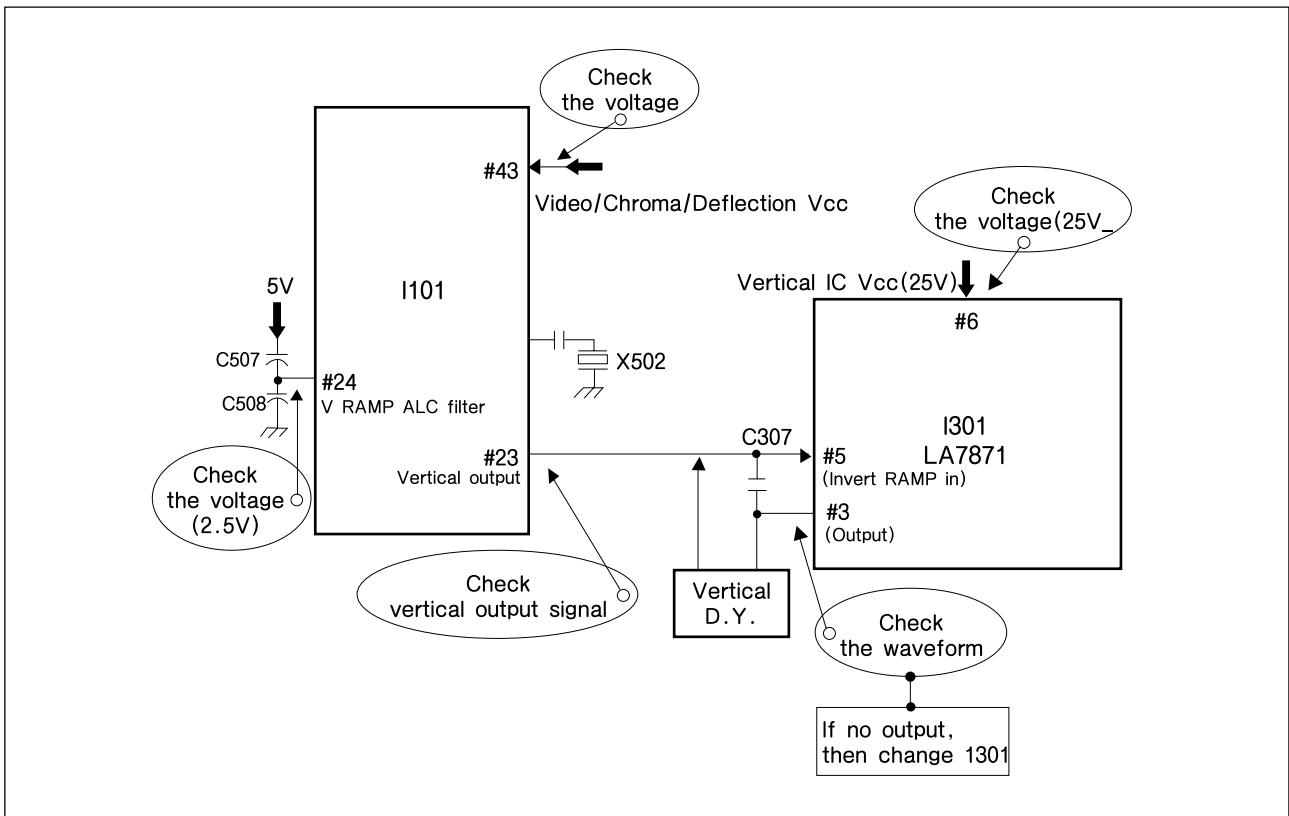 Check
the voltage
#43
Video/Chroma/Deflection Vcc
Check
the voltage(25V_
Vertical IC Vcc(25V)
#6
5V
I101
C507
X502
#24
C508
V RAMP ALC filter
C307
I301
LA7871
#23
Vertical output
#5
(Invert RAMP in)
Check
the voltage
(2.5V)
#3
(Output)
Check
vertical output signal
Vertical
D.Y.
Check
the waveform
If no output,
then change 1301